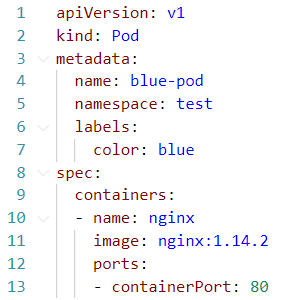 1 apiVersion: v1
2 kind: Pod
3 metadata:
4   name: blue-pod
5   namespace: test
6   labels:
7     color: blue
8 spec:
9   containers:
10   - name: nginx
11     image: nginx:1.14.2
12     ports:
13     - containerPort: 80